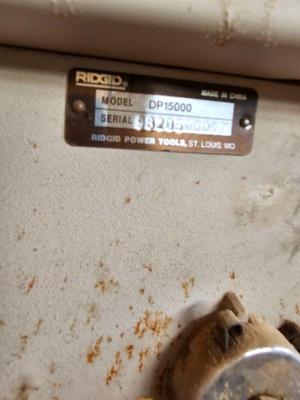 RIDGID®
MADE IN CHINA
MODEL DP15000
SERIAL
RIDGID POWER TOOLS, ST. LOUIS, MO